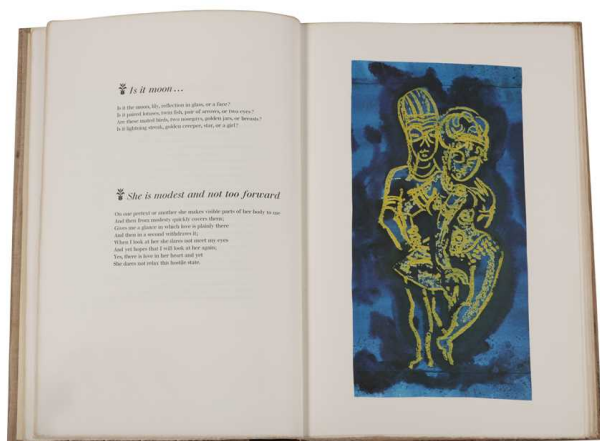 Is it moon...
Is it the moon, lily, reflection in glass, or a face?
Is it paired lotuses, twin fish, pair of arrows, or two eyes?
Are these mated birds, two nosegays, golden jars, or breasts?
Is it lightning streak, golden creeper, star, or a girl?
She is modest and not too forward
On one pretext or another she makes visible parts of her body to me
And then from modesty quickly covers them;
Gives me a glance in which love is plainly there
And then in a second withdraws it;
When I look at her she dares not meet my eyes
And yet hopes that I will look at her again;
Yes, there is love in her heart and yet
She dares not relax this hostile state.